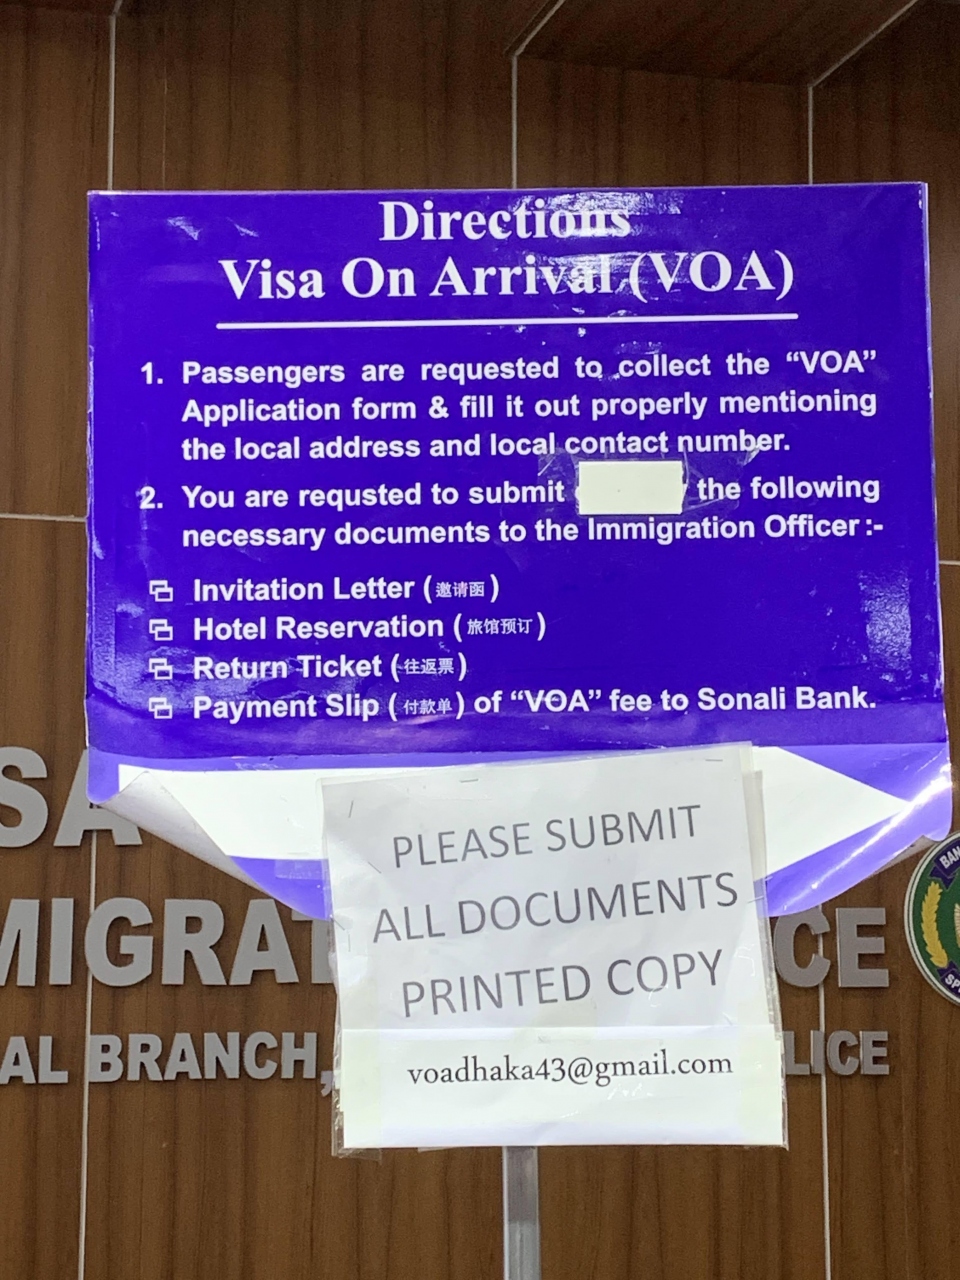 Directions
Visa On Arrival (VOA)
1. Passengers are requested to collect the “VOA”
Application form & fill it out properly mentioning
the local address and local contact number.
2. You are requsted to submit the following
necessary documents to the Immigration Officer :-
Invitation Letter (邀请函)
Hotel Reservation (旅馆预订)
Return Ticket (往返票)
Payment Slip (付款单) of “VOA” fee to Sonali Bank.
PLEASE SUBMIT
ALL DOCUMENTS
PRINTED COPY
voadhaka43@gmail.com
SA
MIGRAT CE
AL BRANCH, LICE
BAN
SP